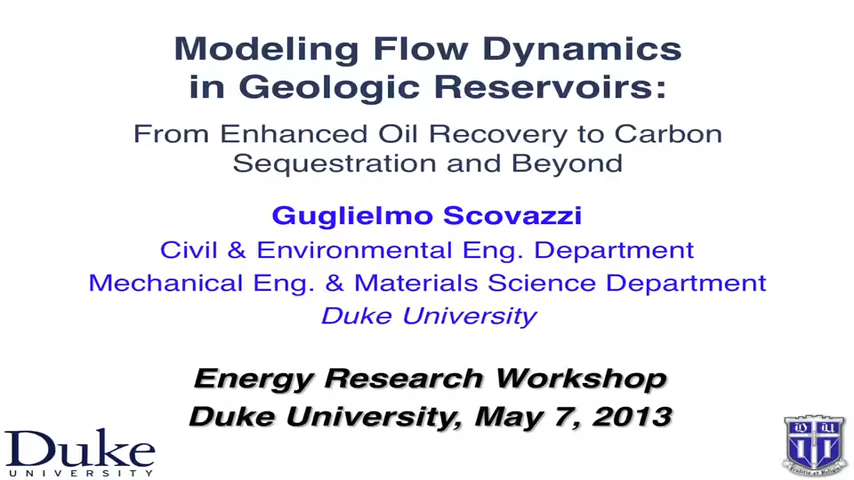 Modeling Flow Dynamics
in Geologic Reservoirs:
From Enhanced Oil Recovery to Carbon
Sequestration and Beyond
Guglielmo Scovazzi
Civil & Environmental Eng. Department
Mechanical Eng. & Materials Science Department
Duke University
Energy Research Workshop
Duke University, May 7, 2013
Duke
UNIVERSITY
D U